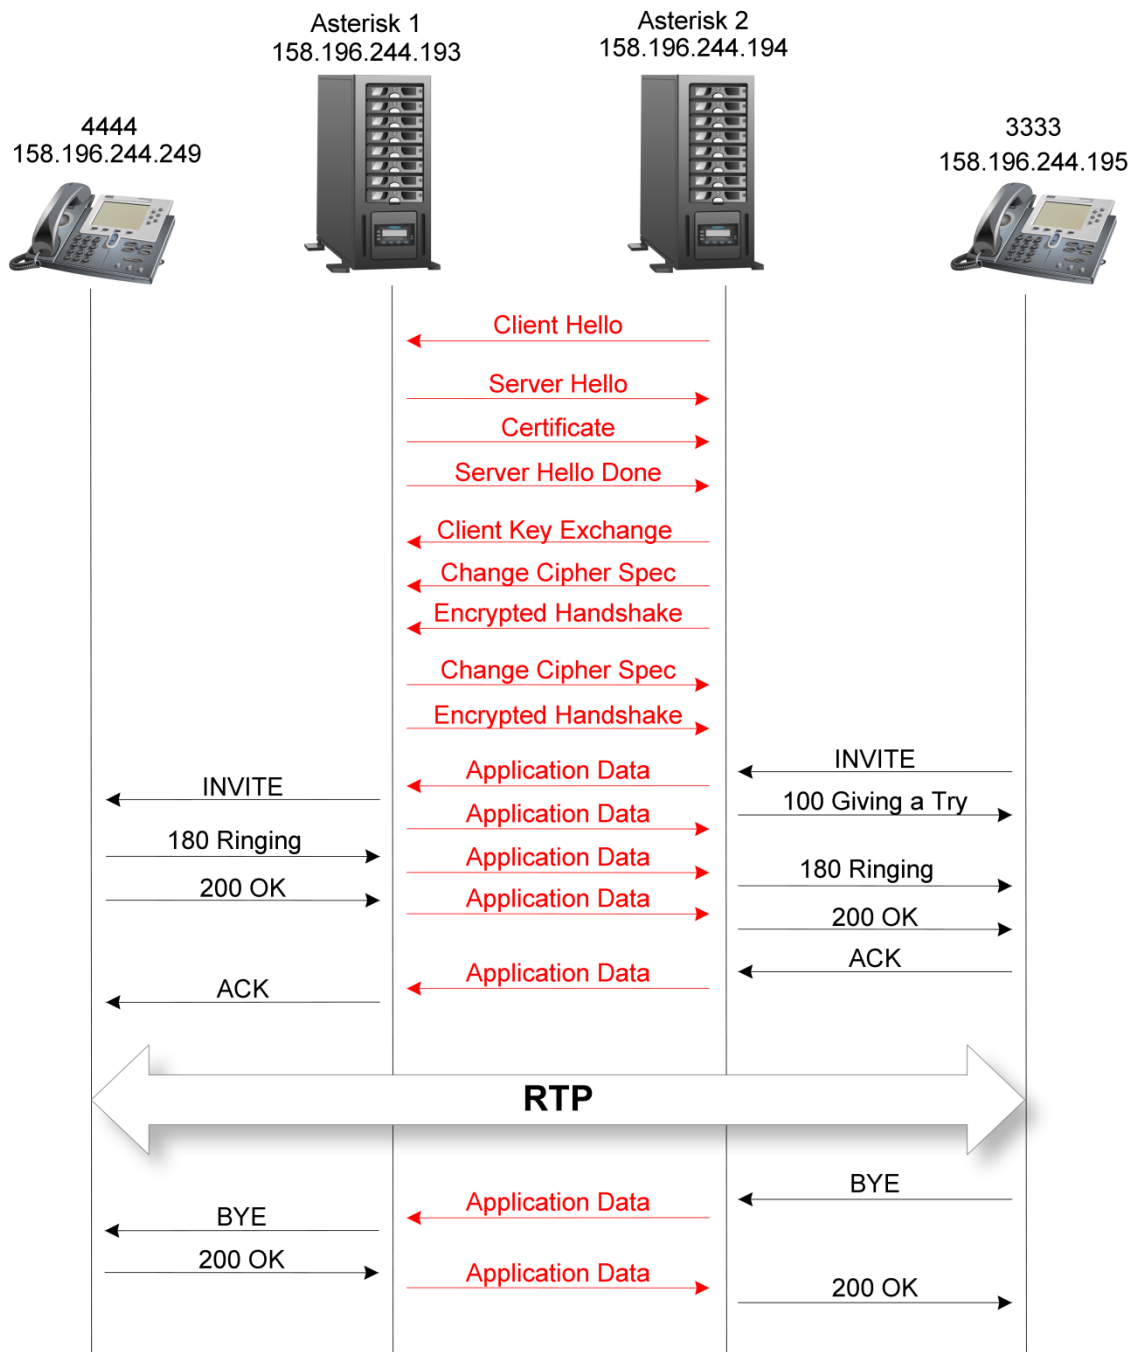 Asterisk 1
158.196.244.193
Asterisk 2
158.196.244.194
4444
158.196.244.249
3333
158.196.244.195
Client Hello
Server Hello
Certificate
Server Hello Done
Client Key Exchange
Change Cipher Spec
Encrypted Handshake
Change Cipher Spec
Encrypted Handshake
INVITE
Application Data
INVITE
100 Giving a Try
Application Data
180 Ringing
Application Data
180 Ringing
200 OK
Application Data
200 OK
ACK
Application Data
ACK
RTP
BYE
Application Data
BYE
200 OK
Application Data
200 OK